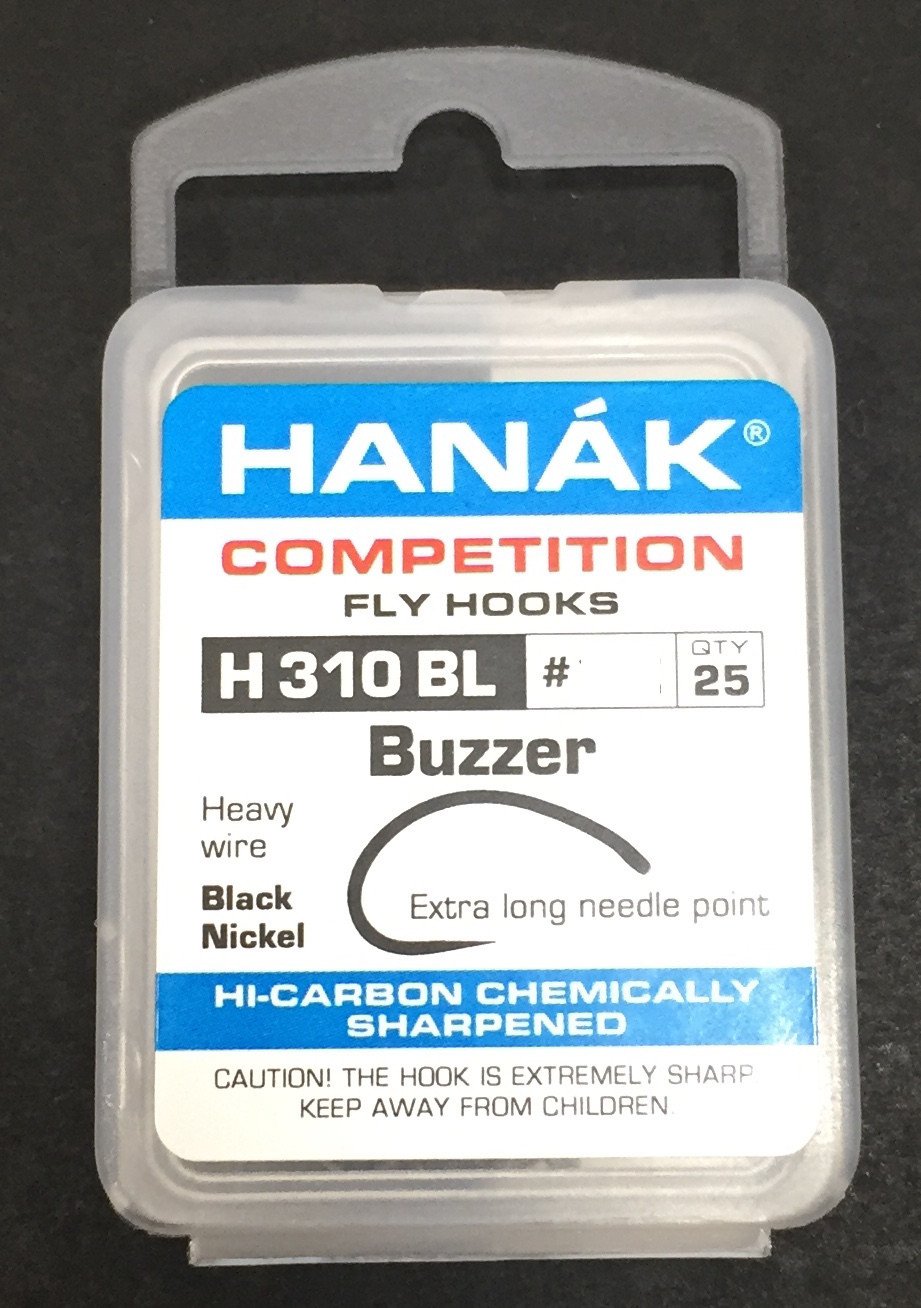 HANÁK®
COMPETITION
FLY HOOKS
H 310 BL # QTY 25
Buzzer
Heavy
wire
Black
Nickel
Extra long needle point
HI-CARBON CHEMICALLY
SHARPENED
CAUTION! THE HOOK IS EXTREMELY SHARP
KEEP AWAY FROM CHILDREN.